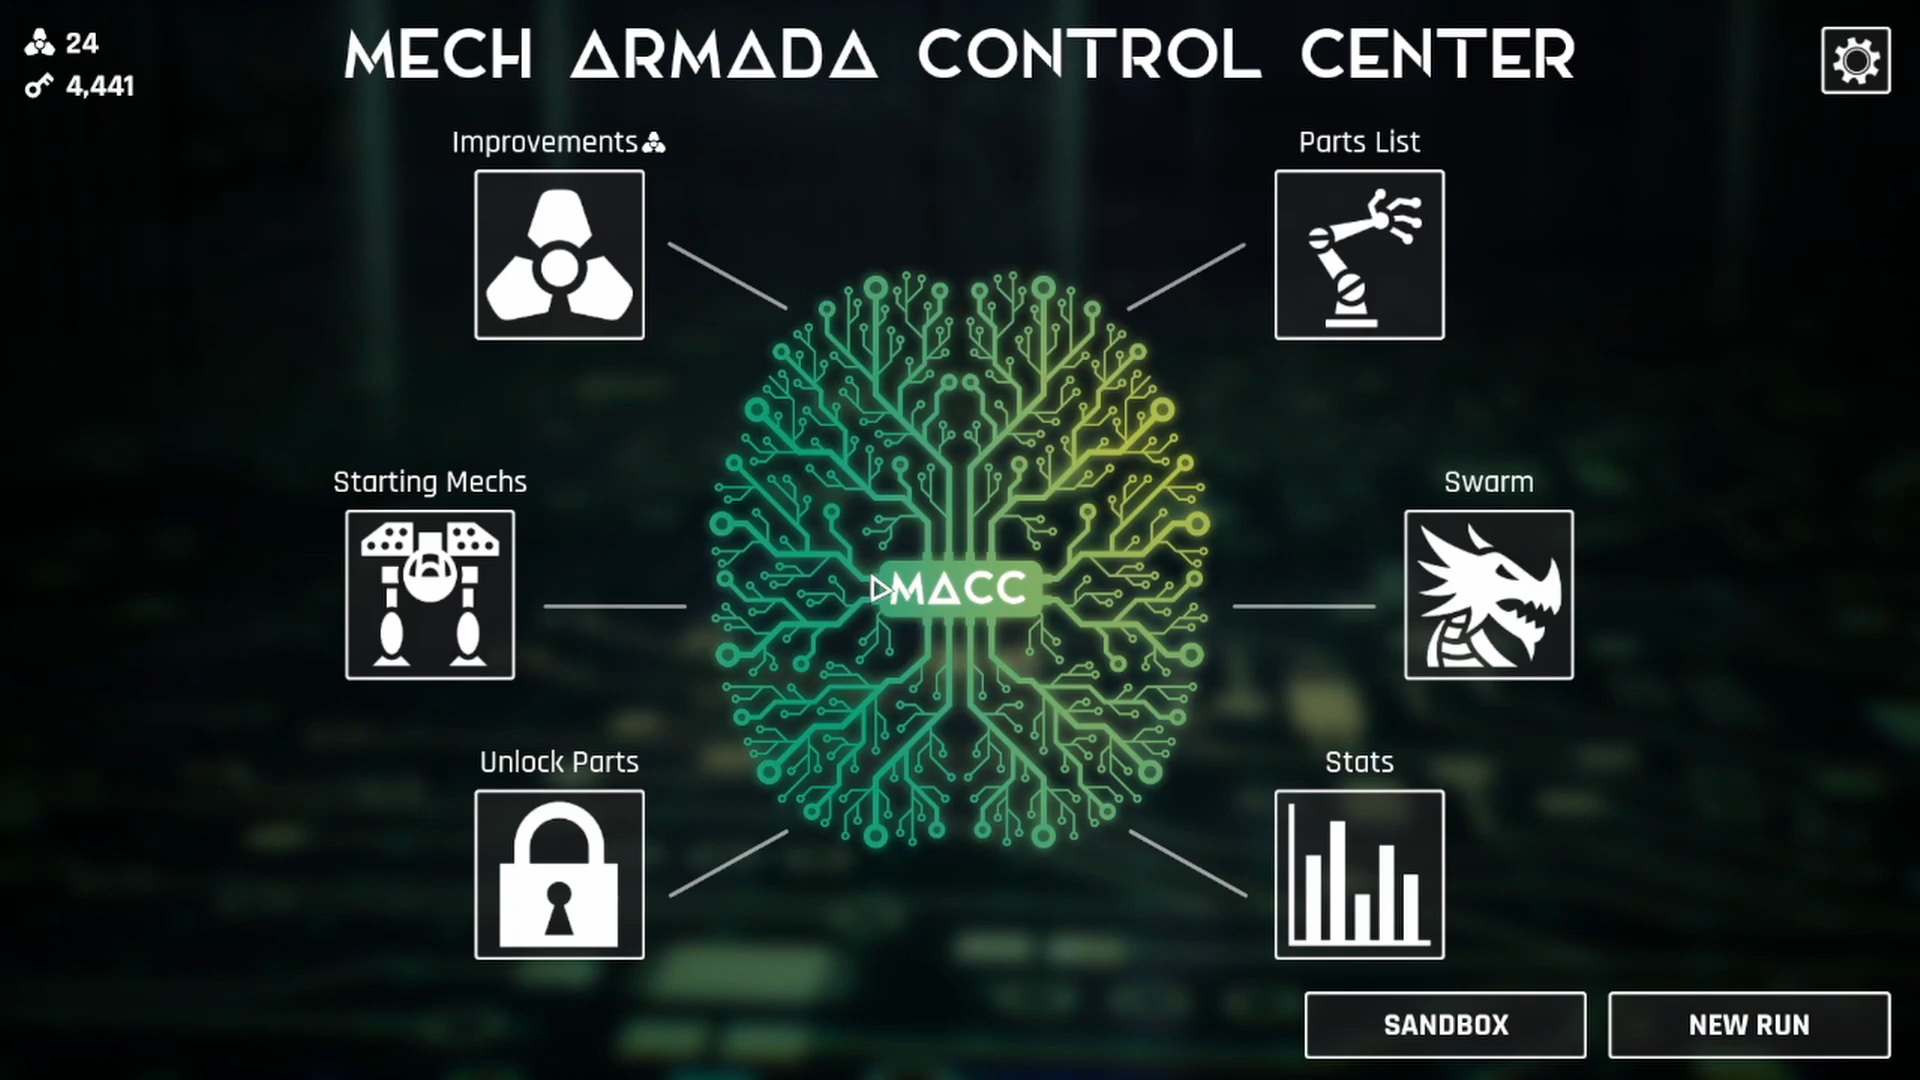 24
4,441
MECH ARMADA CONTROL CENTER
Improvements
Parts List
Starting Mechs
Swarm
MACC
Unlock Parts
Stats
SANDBOX
NEW RUN